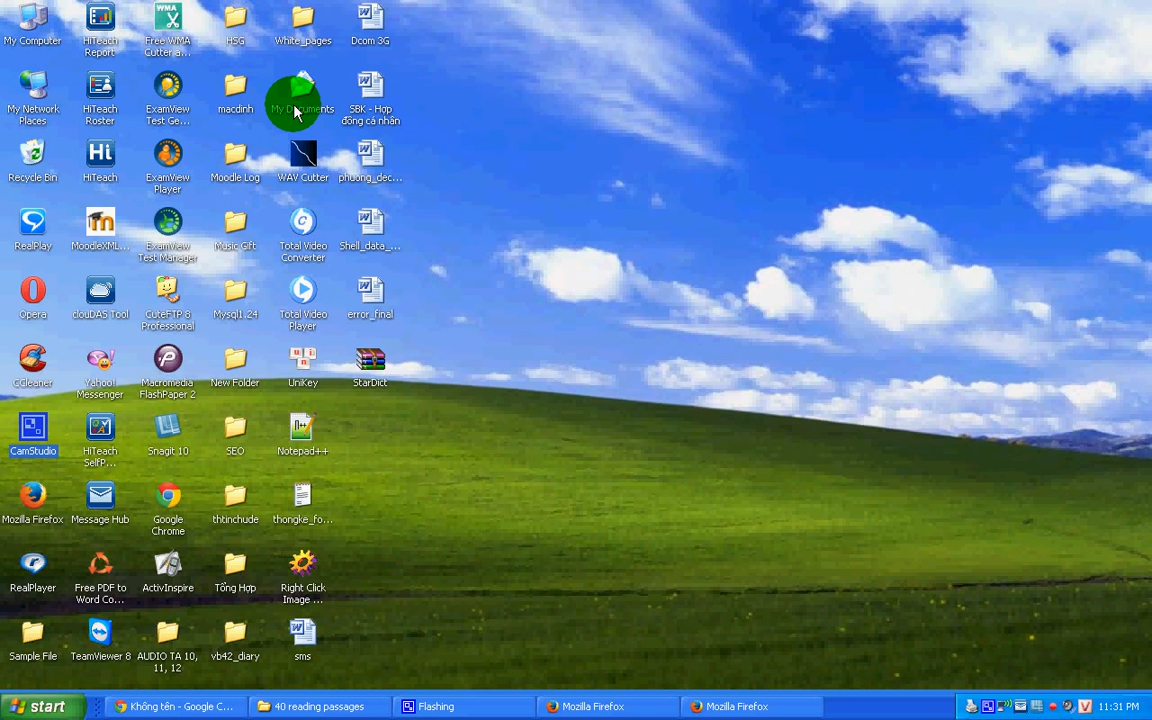 My Computer
HiTeach
Report
Free WMA
Cutter a...
HSG
White_pages
Dcom 3G
My Network
Places
HiTeach
Roster
ExamView
Test Ge...
macdinh
My Documents
SBK - Hợp
đồng cá nhân
Recycle Bin
HiTeach
ExamView
Player
Moodle Log
WAV Cutter
phuong_dec...
RealPlay
MoodleXML...
ExamView
Test Manager
Music Gift
Total Video
Converter
Shell_data_...
Opera
clouDAS Tool
CuteFTP 8
Professional
Mysql1.24
Total Video
Player
error_final
CCleaner
Yahoo!
Messenger
Macromedia
FlashPaper 2
New Folder
UniKey
StarDict
CamStudio
HiTeach
SelfP...
Snagit 10
SEO
Notepad++
Mozilla Firefox
Message Hub
Google
Chrome
thtinchude
thongke_fo...
RealPlayer
Free PDF to
Word Co...
ActivInspire
Tổng Hợp
Right Click
Image ...
Sample File
TeamViewer 8
AUDIO TA 10,
11, 12
vb42_diary
sms
start
Không tên - Google C...
40 reading passages
Flashing
Mozilla Firefox
Mozilla Firefox
11:31 PM